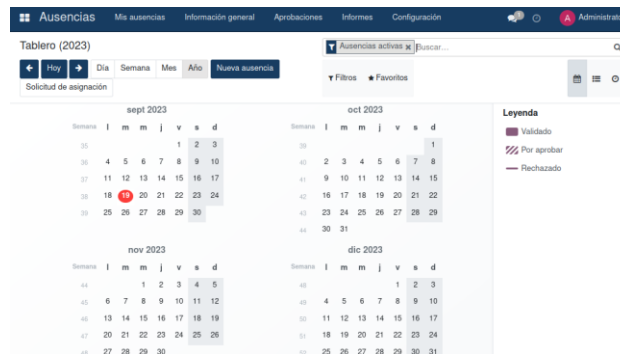 Ausencias Mis ausencias Información general Aprobaciones Informes Configuración A Administrato
Tablero (2023) Ausencias activas x Buscar...
Hoy Día Semana Mes Año Nueva ausencia Filtros Favoritos
Solicitud de asignación
sept 2023
Semana l m m j v s d
35 1 2 3
36 4 5 6 7 8 9 10
37 11 12 13 14 15 16 17
38 18 19 20 21 22 23 24
39 25 26 27 28 29 30
oct 2023
Semana l m m j v s d
39 1
40 2 3 4 5 6 7 8
41 9 10 11 12 13 14 15
42 16 17 18 19 20 21 22
43 23 24 25 26 27 28 29
44 30 31
Leyenda
Validado
Por aprobar
Rechazado
nov 2023
Semana l m m j v s d
44 1 2 3 4 5
45 6 7 8 9 10 11 12
46 13 14 15 16 17 18 19
47 20 21 22 23 24 25 26
48 27 28 29 30
dic 2023
Semana l m m j v s d
48 1 2 3
49 4 5 6 7 8 9 10
50 11 12 13 14 15 16 17
51 18 19 20 21 22 23 24
52 25 26 27 28 29 30 31